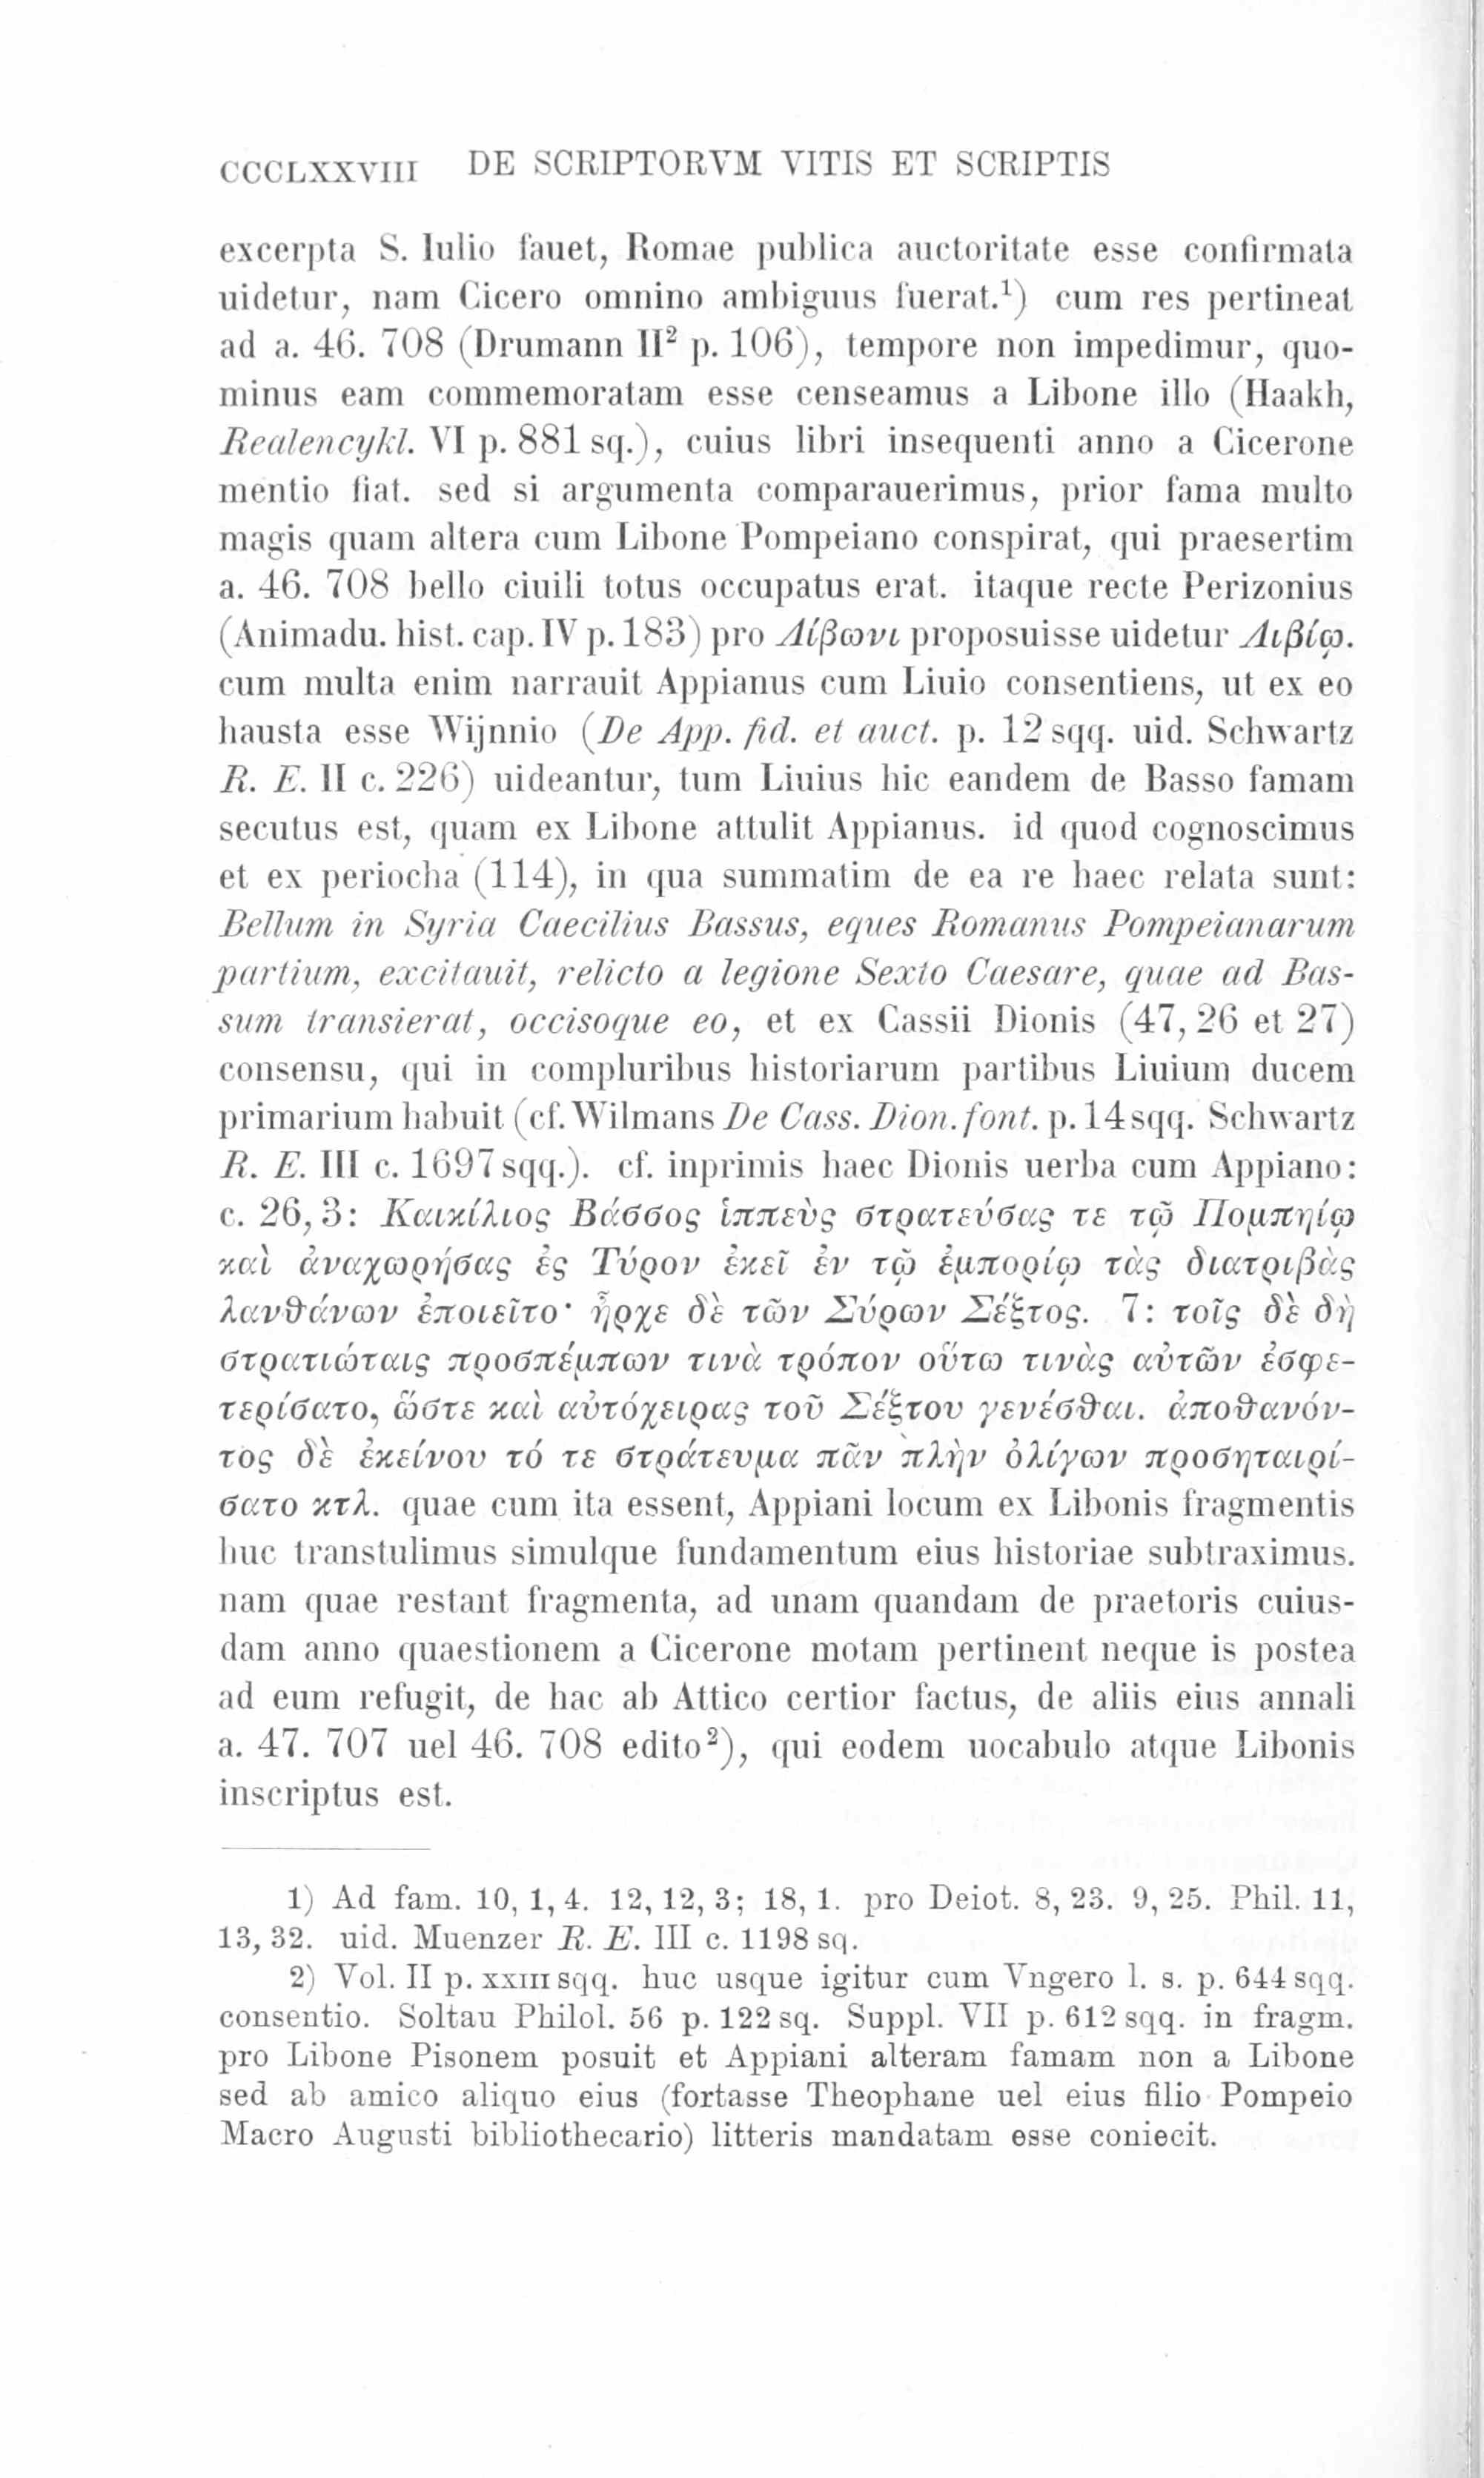 CCCLXXVIII DE SCRIPTORVM VITIS ET SCRIPTIS
excerpta S. Iulio fauet, Romae publica auctoritate esse confirmata
uidetur, nam Cicero omnino ambiguus fuerat.¹) cum res pertineat
ad a. 46. 708 (Drumann II² p. 106), tempore non impedimur, quo-
minus eam commemoratam esse censeamus a Libone illo (Haakh,
Realencykl. VI p. 881 sq.), cuius libri insequenti anno a Cicerone
mentio fiat. sed si argumenta comparauerimus, prior fama multo
magis quam altera cum Libone Pompeiano conspirat, qui praesertim
a. 46. 708 bello ciuili totus occupatus erat. itaque recte Perizonius
(Animadu. hist. cap. IV p. 183) pro Λίβωνι proposuisse uidetur Λιβίῳ.
cum multa enim narrauit Appianus cum Liuio consentiens, ut ex eo
hausta esse Wijnnio (De App. fid. et auct. p. 12 sqq. uid. Schwartz
R. E. II c. 226) uideantur, tum Liuius hic eandem de Basso famam
secutus est, quam ex Libone attulit Appianus. id quod cognoscimus
et ex periocha (114), in qua summatim de ea re haec relata sunt:
Bellum in Syria Caecilius Bassus, eques Romanus Pompeianarum
partium, excitauit, relicto a legione Sexto Caesare, quae ad Bas-
sum transierat, occisoque eo, et ex Cassii Dionis (47, 26 et 27)
consensu, qui in compluribus historiarum partibus Liuium ducem
primarium habuit (cf. Wilmans De Cass. Dion. font. p. 14 sqq. Schwartz
R. E. III c. 1697 sqq.). cf. inprimis haec Dionis uerba cum Appiano:
c. 26, 3: Καικίλιος Βάσσος ἱππεὺς στρατεύσας τε τῷ Πομπηίῳ
καὶ ἀναχωρήσας ἐς Τύρον ἐκεῖ ἐν τῷ ἐμπορίῳ τὰς διατριβὰς
λανθάνων ἐποιεῖτο· ἦρχε δὲ τῶν Σύρων Σέξτος. 7: τοῖς δὲ δὴ
στρατιώταις προσπέμπων τινὰ τρόπον οὕτω τινὰς αὐτῶν ἐσφε-
τερίσατο, ὥστε καὶ αὐτόχειρας τοῦ Σέξτου γενέσθαι. ἀποθανόν-
τος δὲ ἐκείνου τό τε στράτευμα πᾶν πλὴν ὀλίγων προσηταιρί-
σατο κτλ. quae cum ita essent, Appiani locum ex Libonis fragmentis
huc transtulimus simulque fundamentum eius historiae subtraximus.
nam quae restant fragmenta, ad unam quandam de praetoris cuius-
dam anno quaestionem a Cicerone motam pertinent neque is postea
ad eum refugit, de hac ab Attico certior factus, de aliis eius annali
a. 47. 707 uel 46. 708 edito²), qui eodem uocabulo atque Libonis
inscriptus est.
1) Ad fam. 10, 1, 4. 12, 12, 3; 18, 1. pro Deiot. 8, 23. 9, 25. Phil. 11,
13, 32. uid. Muenzer R. E. III c. 1198 sq.
2) Vol. II p. XXIII sqq. huc usque igitur cum Vngero l. s. p. 644 sqq.
consentio. Soltau Philol. 56 p. 122 sq. Suppl. VII p. 612 sqq. in fragm.
pro Libone Pisonem posuit et Appiani alteram famam non a Libone
sed ab amico aliquo eius (fortasse Theophane uel eius filio Pompeio
Macro Augusti bibliothecario) litteris mandatam esse coniecit.